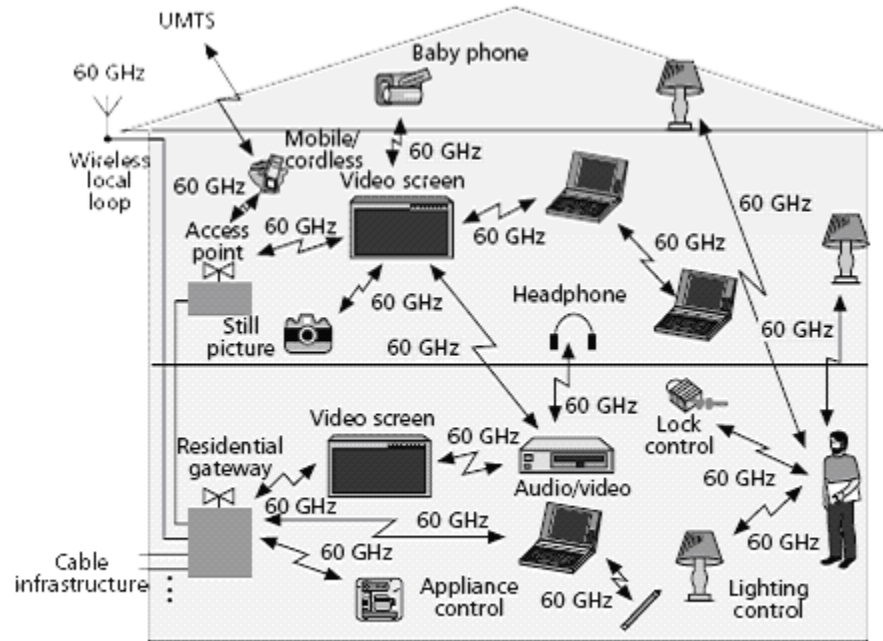 UMTS
60 GHz
Baby phone
Wireless
local
loop
Mobile/
cordless
60 GHz
60 GHz
Video screen
60 GHz
Access
point
60 GHz
60 GHz
60 GHz
60 GHz
Still
picture
60 GHz
Headphone
60 GHz
60 GHz
60 GHz
Video screen
60 GHz
Lock
control
Residential
gateway
Audio/video
60 GHz
60 GHz
60 GHz
60 GHz
60 GHz
Cable
infrastructure
Appliance
control
60 GHz
Lighting
control